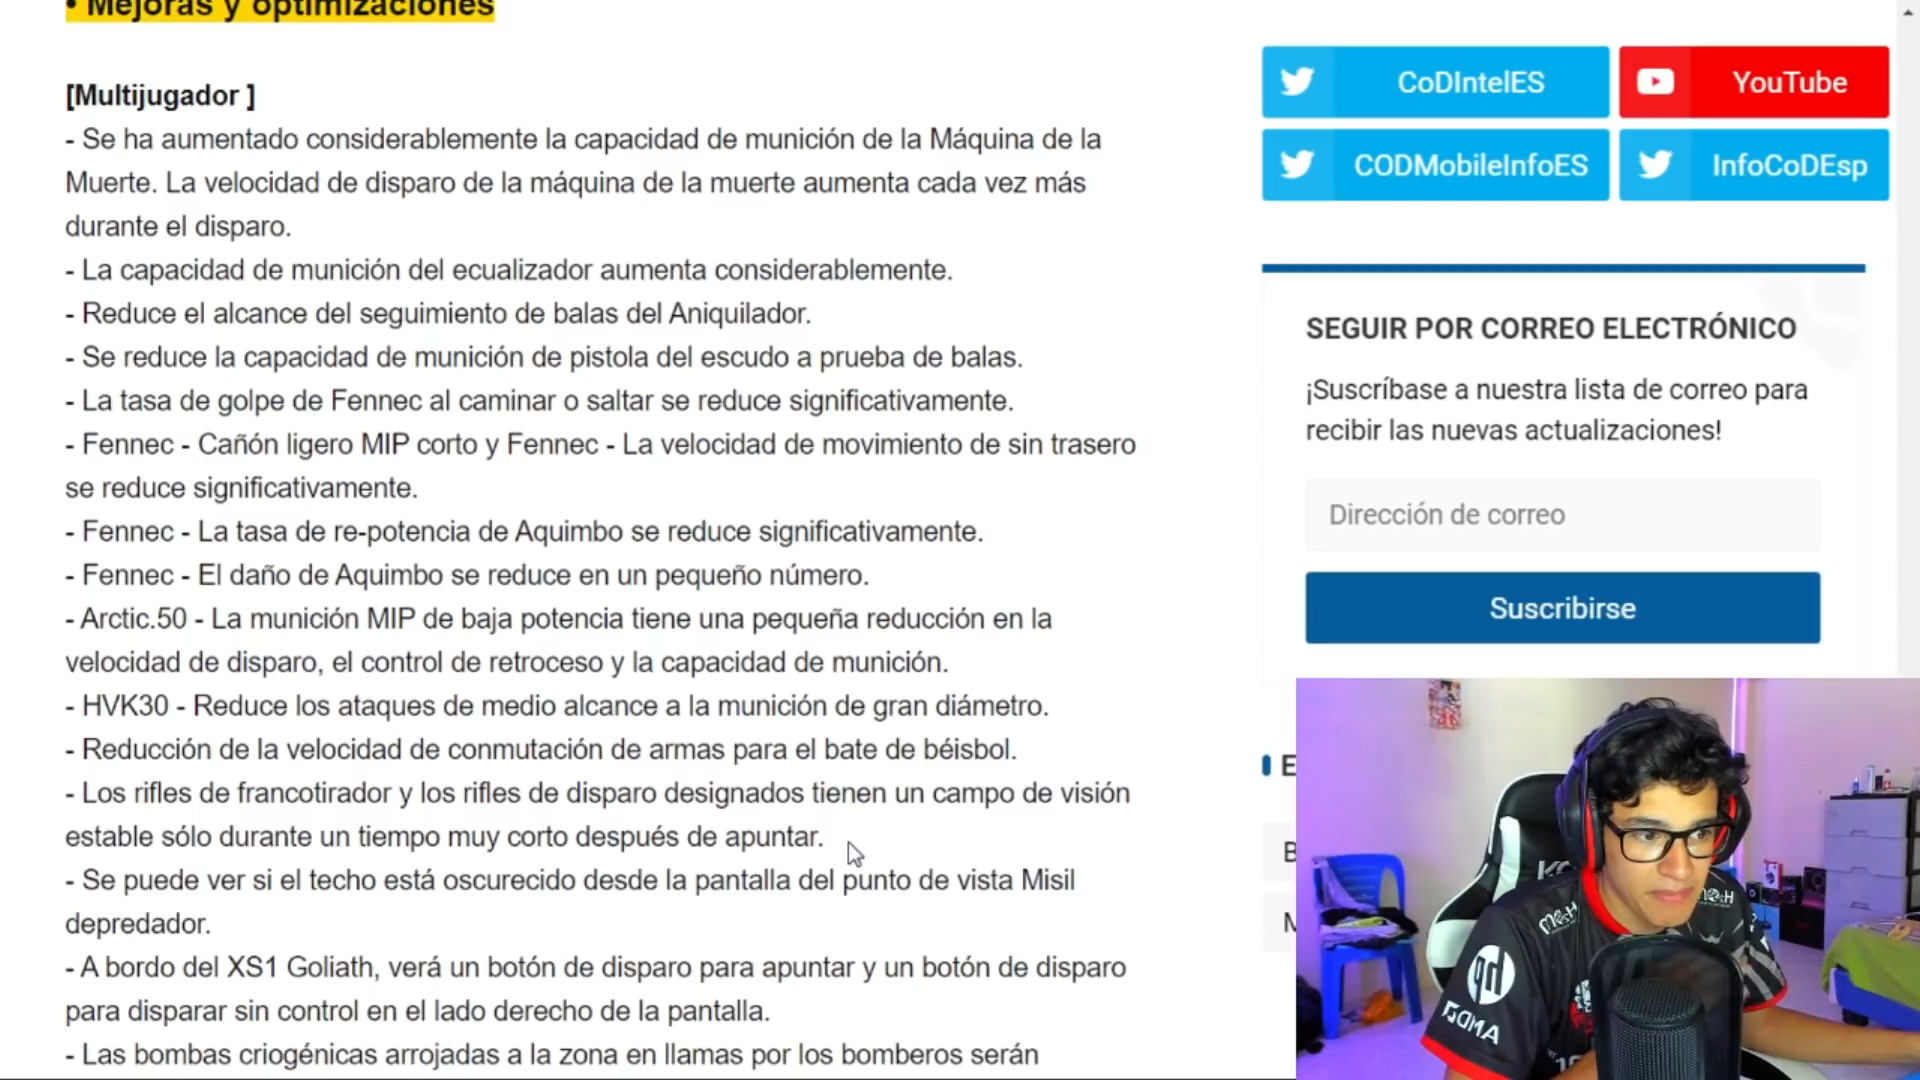 • Mejoras y optimizaciones
[Multijugador ]
- Se ha aumentado considerablemente la capacidad de munición de la Máquina de la
Muerte. La velocidad de disparo de la máquina de la muerte aumenta cada vez más
durante el disparo.
- La capacidad de munición del ecualizador aumenta considerablemente.
- Reduce el alcance del seguimiento de balas del Aniquilador.
- Se reduce la capacidad de munición de pistola del escudo a prueba de balas.
- La tasa de golpe de Fennec al caminar o saltar se reduce significativamente.
- Fennec - Cañón ligero MIP corto y Fennec - La velocidad de movimiento de sin trasero
se reduce significativamente.
- Fennec - La tasa de re-potencia de Aquimbo se reduce significativamente.
- Fennec - El daño de Aquimbo se reduce en un pequeño número.
- Arctic.50 - La munición MIP de baja potencia tiene una pequeña reducción en la
velocidad de disparo, el control de retroceso y la capacidad de munición.
- HVK30 - Reduce los ataques de medio alcance a la munición de gran diámetro.
- Reducción de la velocidad de conmutación de armas para el bate de béisbol.
- Los rifles de francotirador y los rifles de disparo designados tienen un campo de visión
estable sólo durante un tiempo muy corto después de apuntar.
- Se puede ver si el techo está oscurecido desde la pantalla del punto de vista Misil
depredador.
- A bordo del XS1 Goliath, verá un botón de disparo para apuntar y un botón de disparo
para disparar sin control en el lado derecho de la pantalla.
- Las bombas criogénicas arrojadas a la zona en llamas por los bomberos serán
CoDIntelES
YouTube
CODMobileInfoES
InfoCoDEsp
SEGUIR POR CORREO ELECTRÓNICO
¡Suscríbase a nuestra lista de correo para
recibir las nuevas actualizaciones!
Dirección de correo
Suscribirse